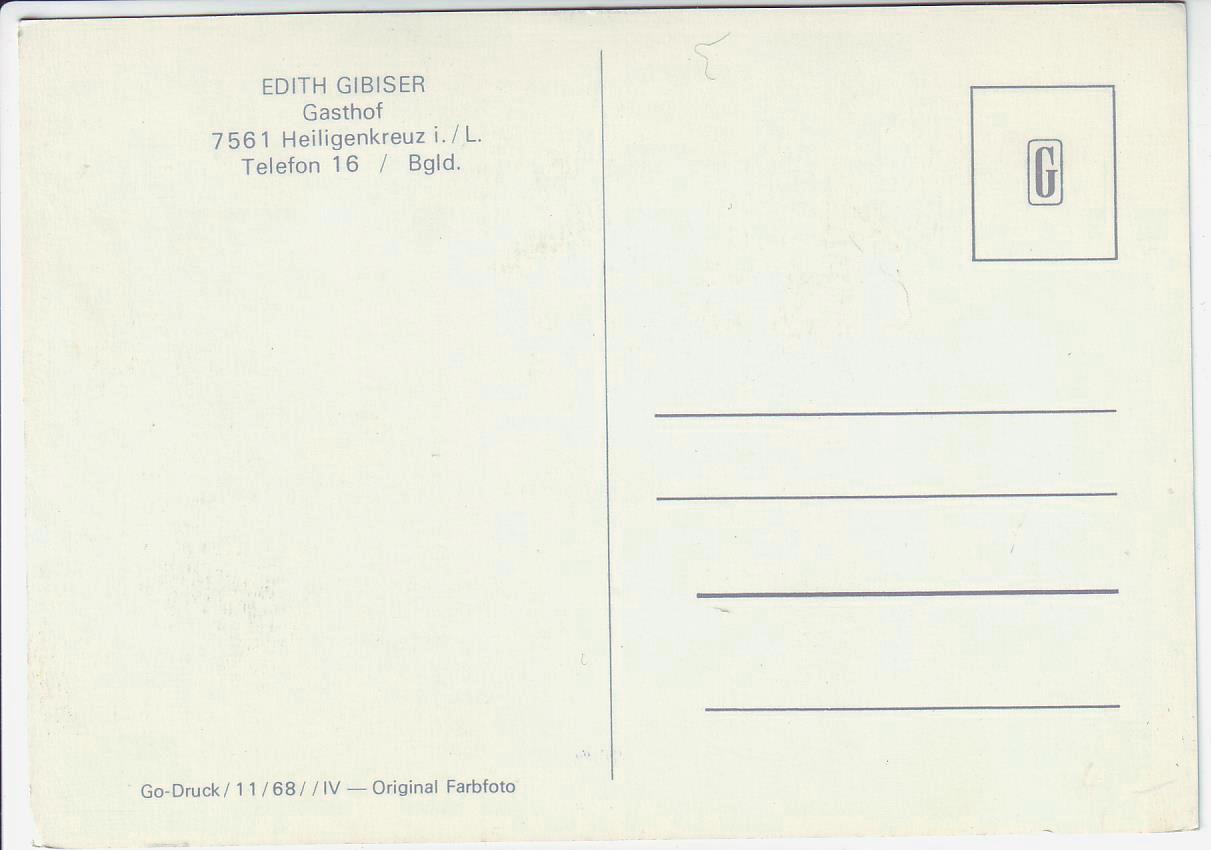 EDITH GIBISER
Gasthof
7561 Heiligenkreuz i./L.
Telefon 16 / Bgld.
G
Go-Druck/11/68//IV — Original Farbfoto